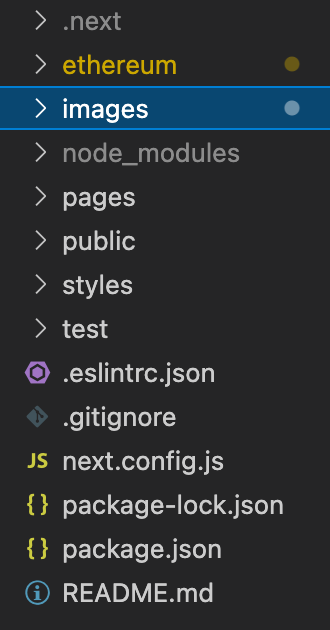 .next
ethereum
images
node_modules
pages
public
styles
test
.eslintrc.json
.gitignore
JS next.config.js
{} package-lock.json
{} package.json
README.md